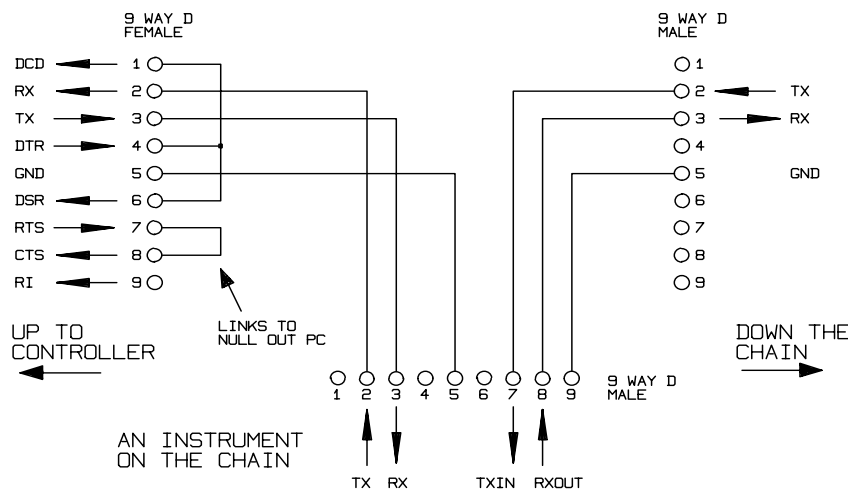 9 WAY D
FEMALE
9 WAY D
MALE
DCD 1
RX 2
TX 3
DTR 4
GND 5
DSR 6
RTS 7
CTS 8
RI 9
1
2 TX
3 RX
4
5 GND
6
7
8
9
LINKS TO
NULL OUT PC
UP TO
CONTROLLER
DOWN THE
CHAIN
1 2 3 4 5 6 7 8 9
9 WAY D
MALE
AN INSTRUMENT
ON THE CHAIN
TX RX TXIN RXOUT